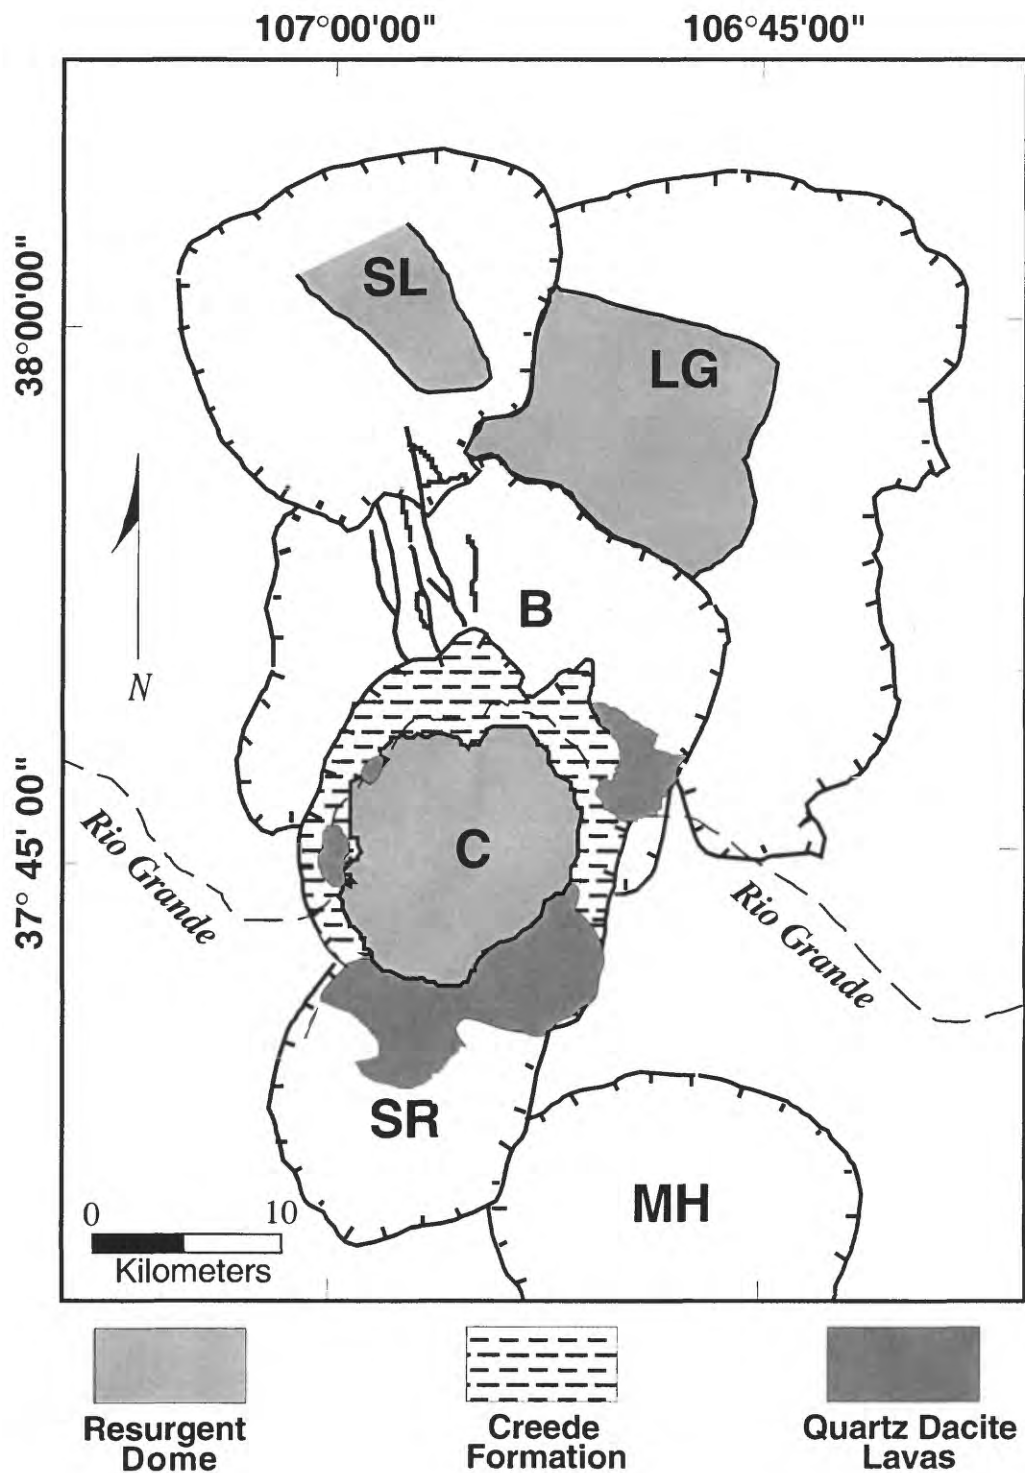 107°00'00" 106°45'00"
38°00'00"
37° 45' 00"
SL
LG
B
C
SR
MH
N
Rio Grande
Rio Grande
0 10
Kilometers
Resurgent
Dome
Creede
Formation
Quartz Dacite
Lavas